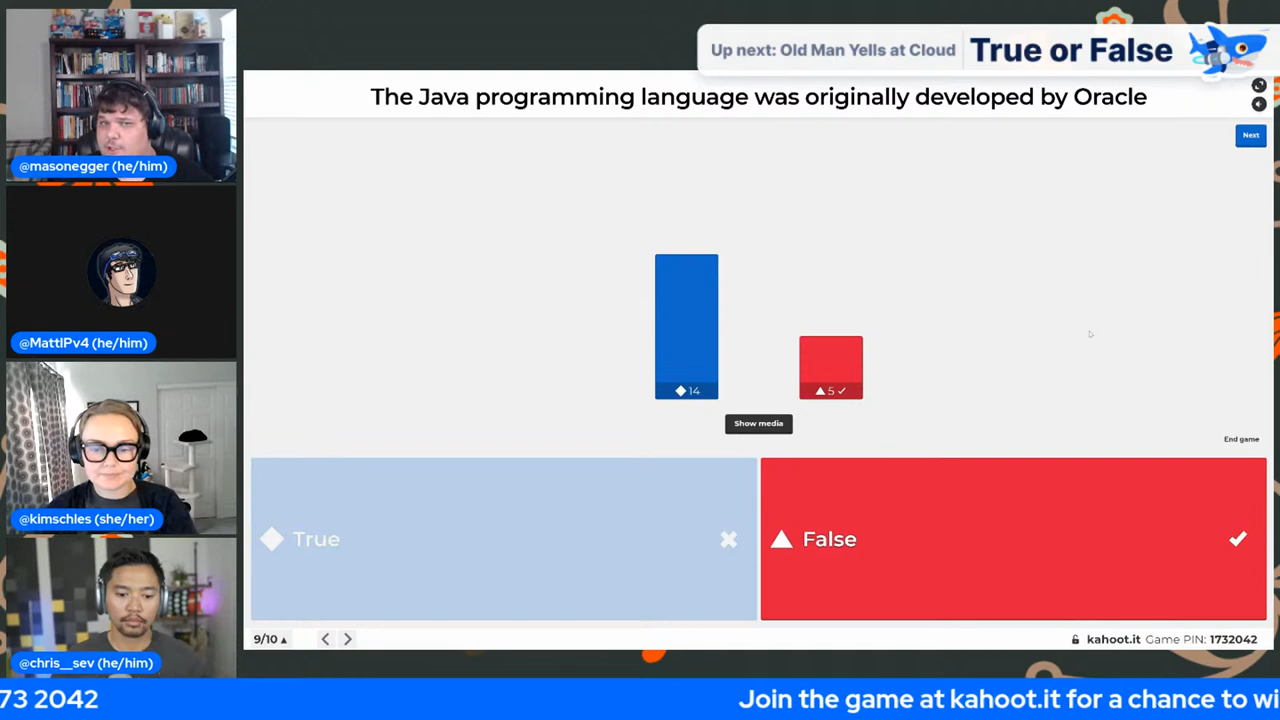 Up next: Old Man Yells at Cloud
True or False
The Java programming language was originally developed by Oracle
Next
@masonegger (he/him)
@MattIPv4 (he/him)
14
5
Show media
End game
@kimschles (she/her)
True
False
9/10
kahoot.it Game PIN: 1732042
@chris__sev (he/him)
73 2042
Join the game at kahoot.it for a chance to wi